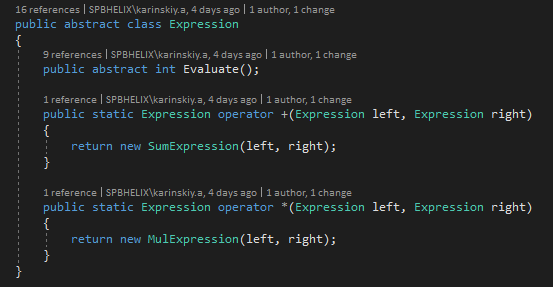 16 references | SPBHELIX\karinskiy.a, 4 days ago | 1 author, 1 change
public abstract class Expression
{
9 references | SPBHELIX\karinskiy.a, 4 days ago | 1 author, 1 change
public abstract int Evaluate();
1 reference | SPBHELIX\karinskiy.a, 4 days ago | 1 author, 1 change
public static Expression operator +(Expression left, Expression right)
{
return new SumExpression(left, right);
}
1 reference | SPBHELIX\karinskiy.a, 4 days ago | 1 author, 1 change
public static Expression operator *(Expression left, Expression right)
{
return new MulExpression(left, right);
}
}